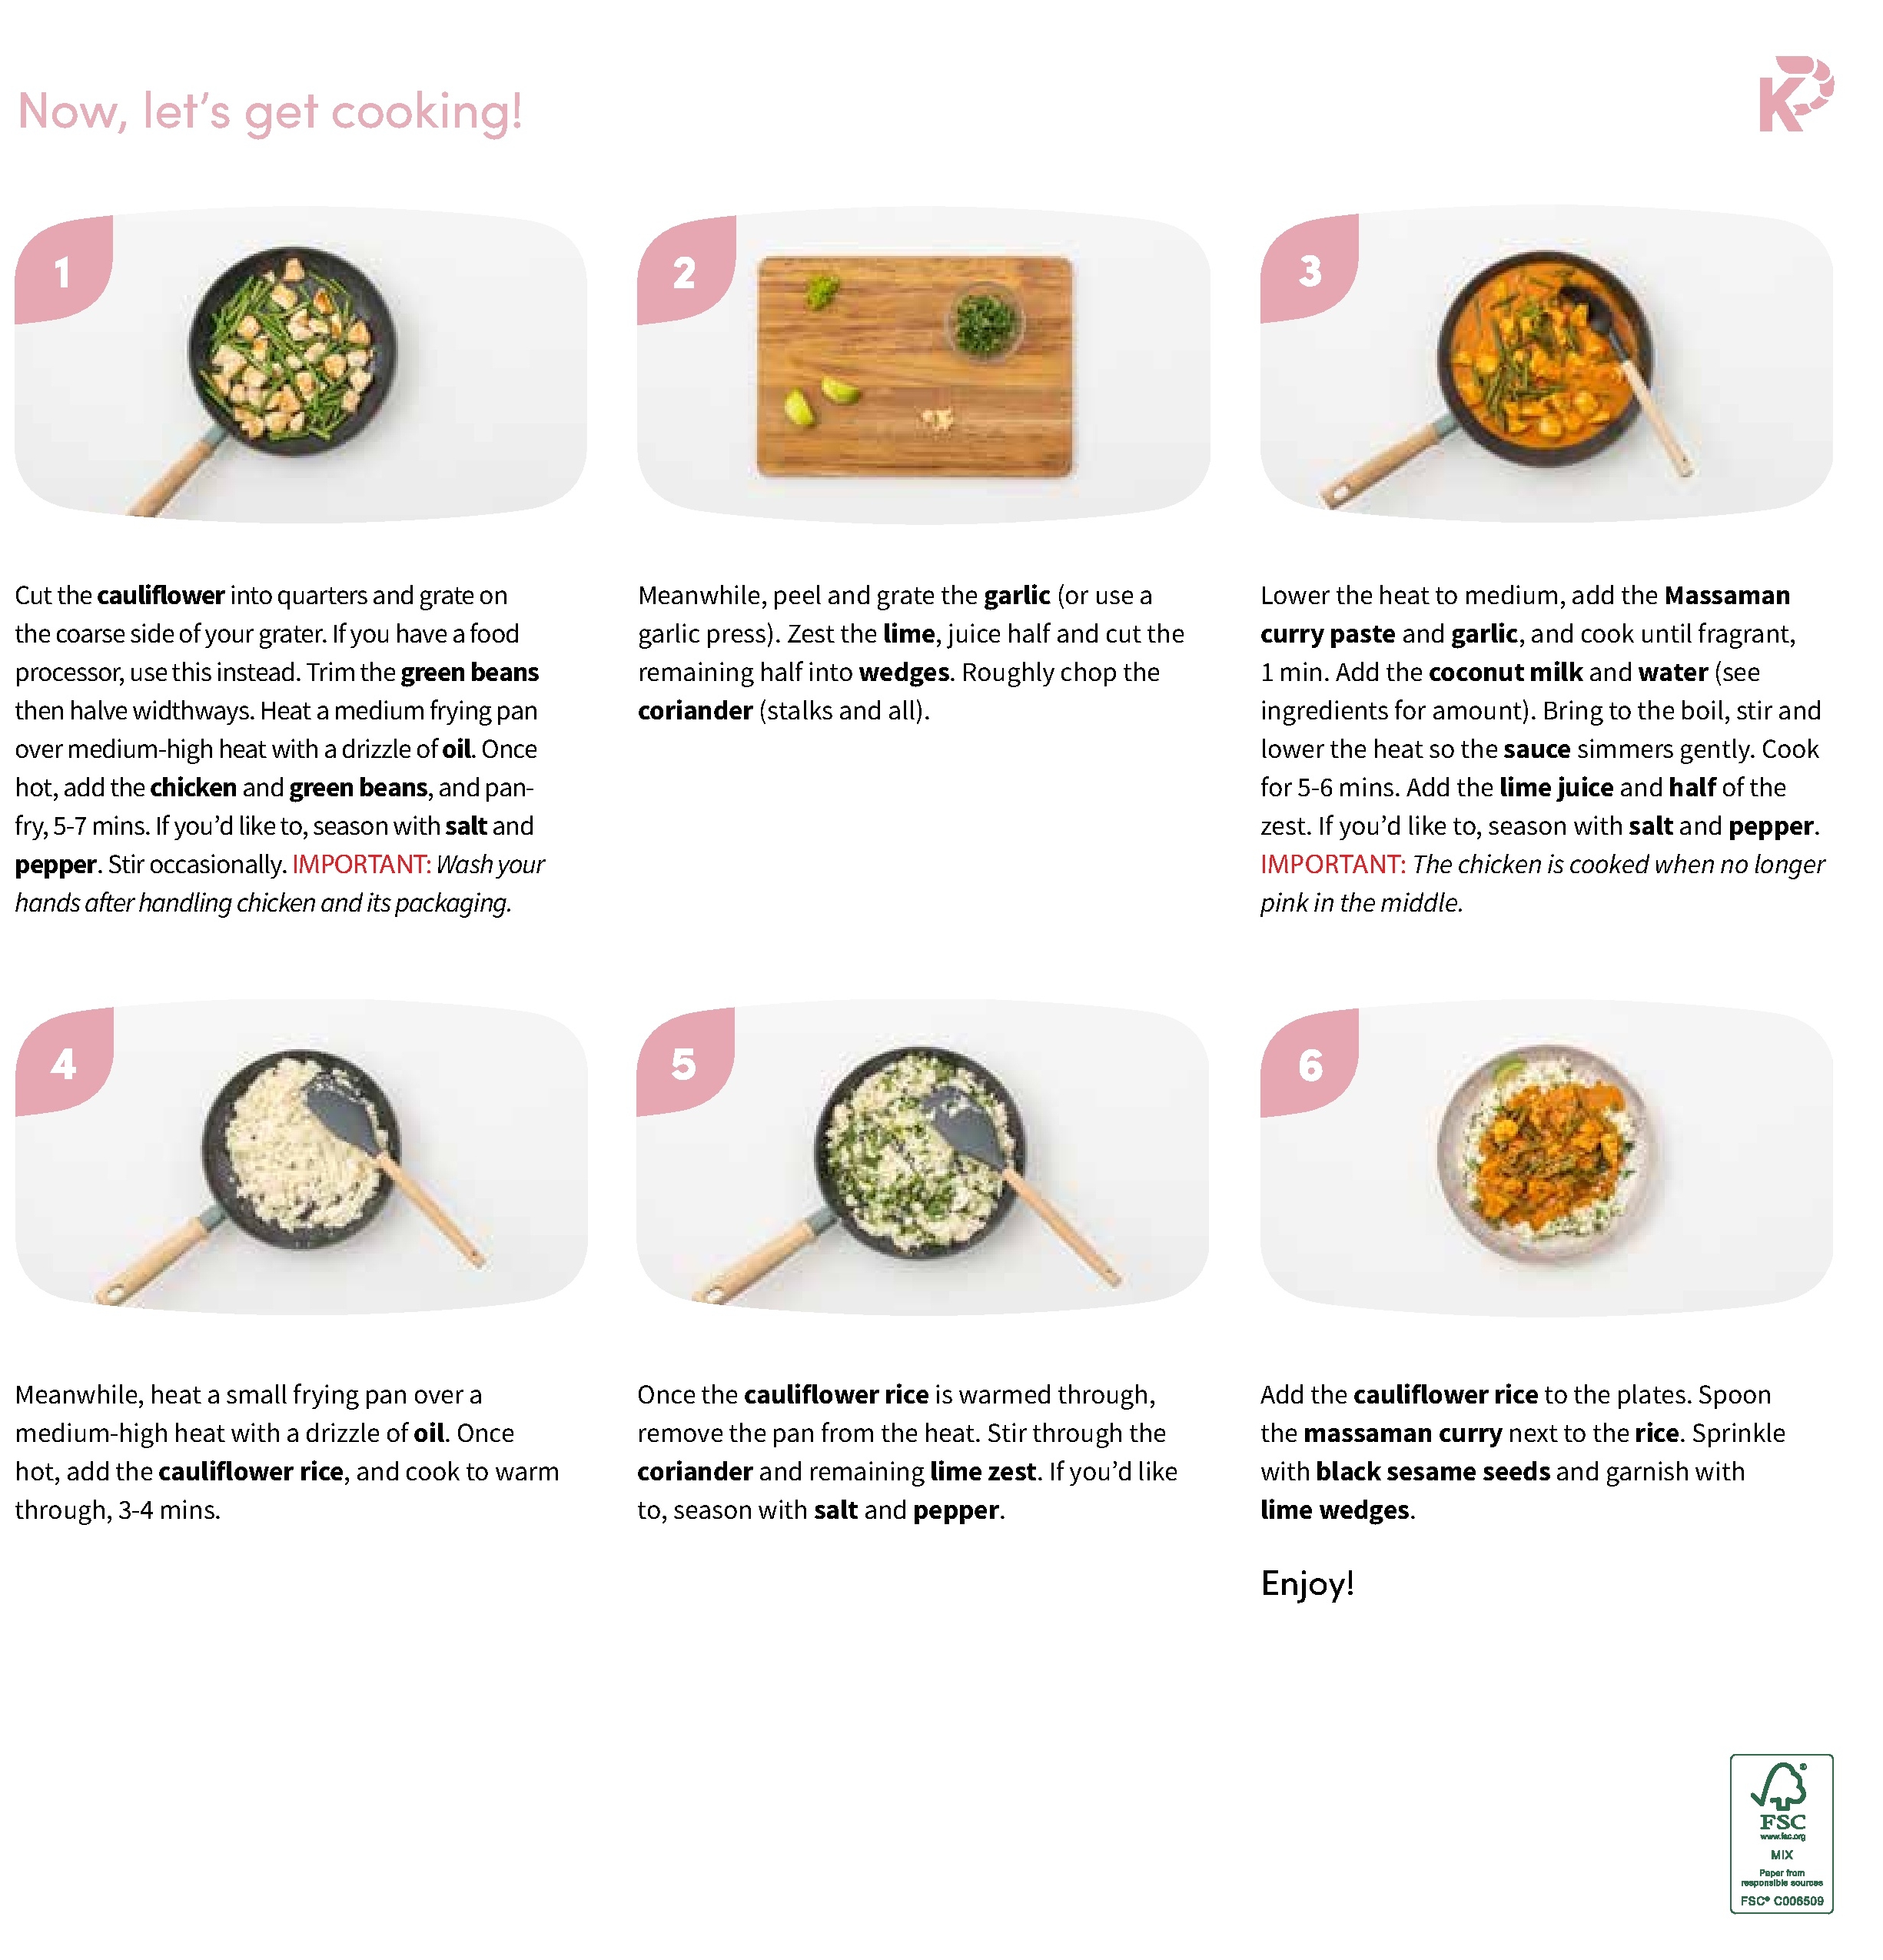 Now, let's get cooking!
1
Cut the cauliflower into quarters and grate on
the coarse side of your grater. If you have a food
processor, use this instead. Trim the green beans
then halve widthways. Heat a medium frying pan
over medium-high heat with a drizzle of oil. Once
hot, add the chicken and green beans, and pan-
fry, 5-7 mins. If you'd like to, season with salt and
pepper. Stir occasionally. IMPORTANT: Wash your
hands after handling chicken and its packaging.
2
Meanwhile, peel and grate the garlic (or use a
garlic press). Zest the lime, juice half and cut the
remaining half into wedges. Roughly chop the
coriander (stalks and all).
3
Lower the heat to medium, add the Massaman
curry paste and garlic, and cook until fragrant,
1 min. Add the coconut milk and water (see
ingredients for amount). Bring to the boil, stir and
lower the heat so the sauce simmers gently. Cook
for 5-6 mins. Add the lime juice and half of the
zest. If you'd like to, season with salt and pepper.
IMPORTANT: The chicken is cooked when no longer
pink in the middle.
4
Meanwhile, heat a small frying pan over a
medium-high heat with a drizzle of oil. Once
hot, add the cauliflower rice, and cook to warm
through, 3-4 mins.
5
Once the cauliflower rice is warmed through,
remove the pan from the heat. Stir through the
coriander and remaining lime zest. If you'd like
to, season with salt and pepper.
6
Add the cauliflower rice to the plates. Spoon
the massaman curry next to the rice. Sprinkle
with black sesame seeds and garnish with
lime wedges.
Enjoy!
FSC
www.fsc.org
MIX
Paper from
responsible sources
FSC® C006509